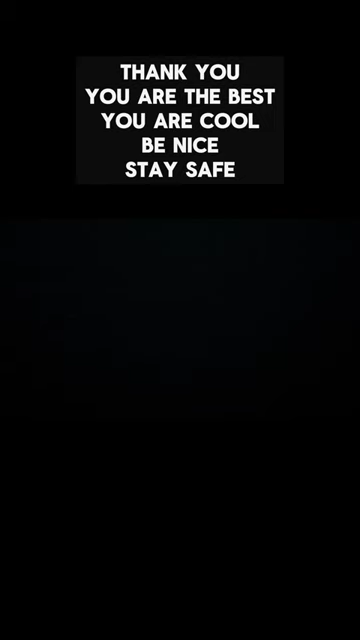 THANK YOU
YOU ARE THE BEST
YOU ARE COOL
BE NICE
STAY SAFE